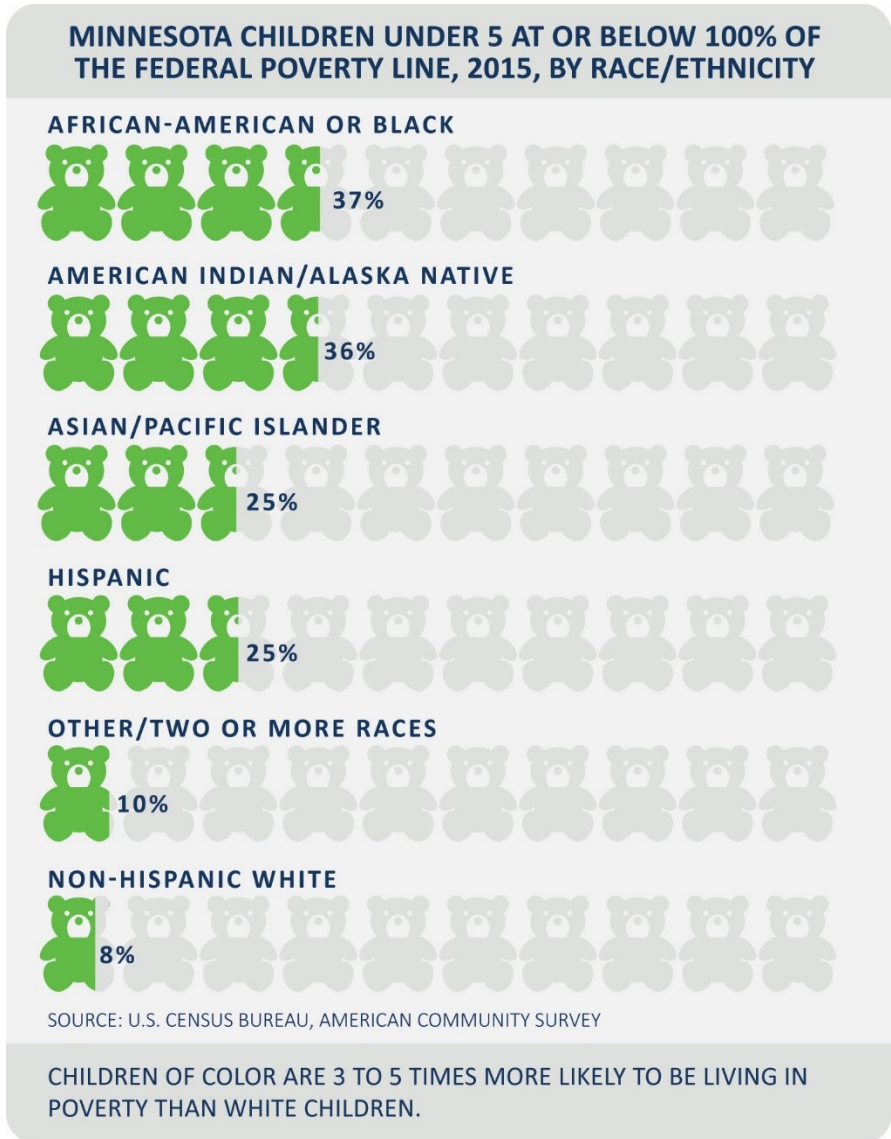 MINNESOTA CHILDREN UNDER 5 AT OR BELOW 100% OF
THE FEDERAL POVERTY LINE, 2015, BY RACE/ETHNICITY
AFRICAN-AMERICAN OR BLACK
37%
AMERICAN INDIAN/ALASKA NATIVE
36%
ASIAN/PACIFIC ISLANDER
25%
HISPANIC
25%
OTHER/TWO OR MORE RACES
10%
NON-HISPANIC WHITE
8%
SOURCE: U.S. CENSUS BUREAU, AMERICAN COMMUNITY SURVEY
CHILDREN OF COLOR ARE 3 TO 5 TIMES MORE LIKELY TO BE LIVING IN
POVERTY THAN WHITE CHILDREN.